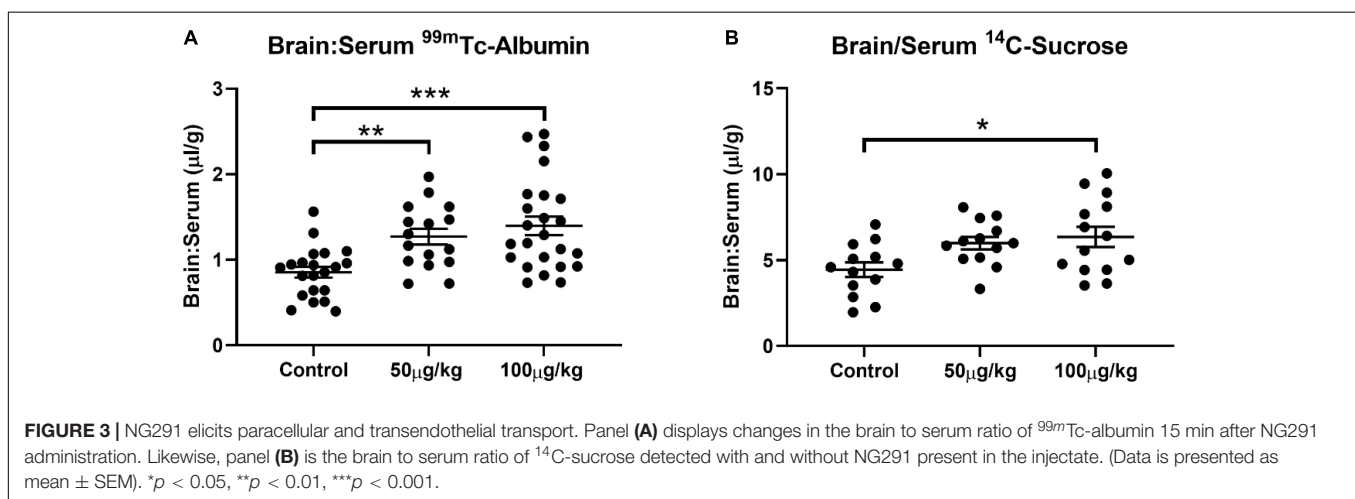 A
Brain:Serum ⁹⁹ᵐTc-Albumin
Brain:Serum (μl/g)
3
2
1
0
***
**
Control
50μg/kg
100μg/kg
B
Brain/Serum ¹⁴C-Sucrose
Brain:Serum (μl/g)
15
10
5
0
*
Control
50μg/kg
100μg/kg
FIGURE 3 | NG291 elicits paracellular and transendothelial transport. Panel (A) displays changes in the brain to serum ratio of ⁹⁹ᵐTc-albumin 15 min after NG291
administration. Likewise, panel (B) is the brain to serum ratio of ¹⁴C-sucrose detected with and without NG291 present in the injectate. (Data is presented as
mean ± SEM). *p < 0.05, **p < 0.01, ***p < 0.001.